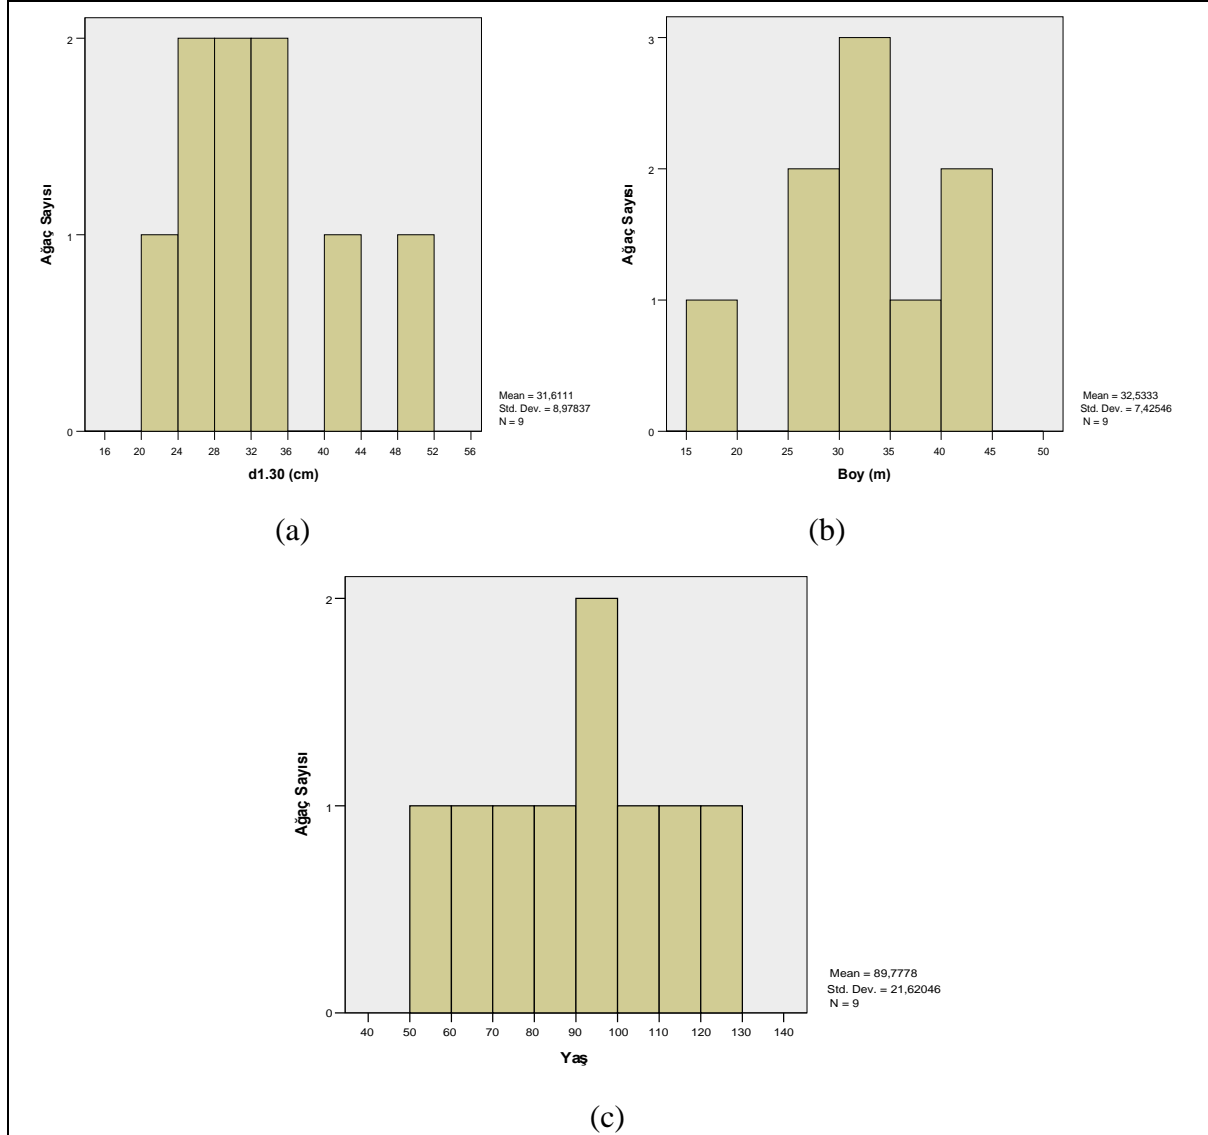 Ağaç Sayısı
2
1
0
16 20 24 28 32 36 40 44 48 52 56
d1.30 (cm)
Mean = 31,6111
Std. Dev. = 8,97837
N = 9
(a)
Ağaç Sayısı
3
2
1
0
15 20 25 30 35 40 45 50
Boy (m)
Mean = 32,5333
Std. Dev. = 7,42546
N = 9
(b)
Ağaç Sayısı
2
1
0
40 50 60 70 80 90 100 110 120 130 140
Yaş
Mean = 89,7778
Std. Dev. = 21,62046
N = 9
(c)